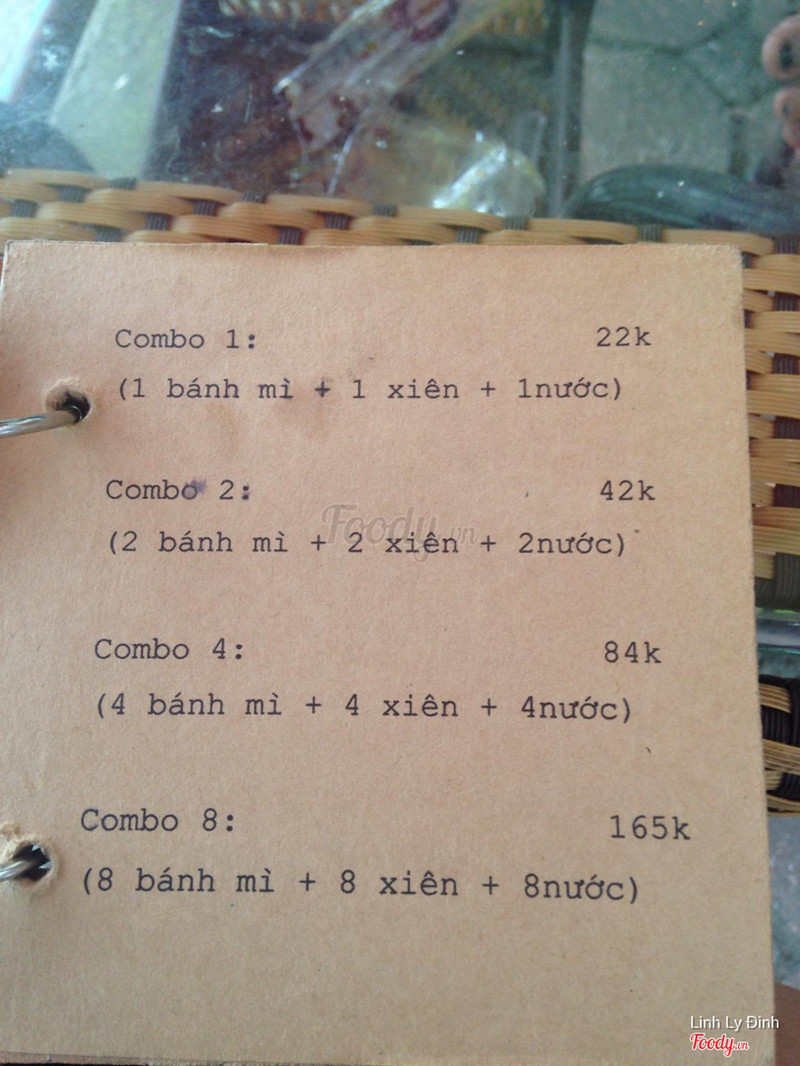 Combo 1: 22k
(1 bánh mì + 1 xiên + 1nước)
Combo 2: 42k
Foody.vn
(2 bánh mì + 2 xiên + 2nước)
Combo 4: 84k
(4 bánh mì + 4 xiên + 4nước)
Combo 8: 165k
(8 bánh mì + 8 xiên + 8nước)
Linh Ly Đinh
Foody.vn